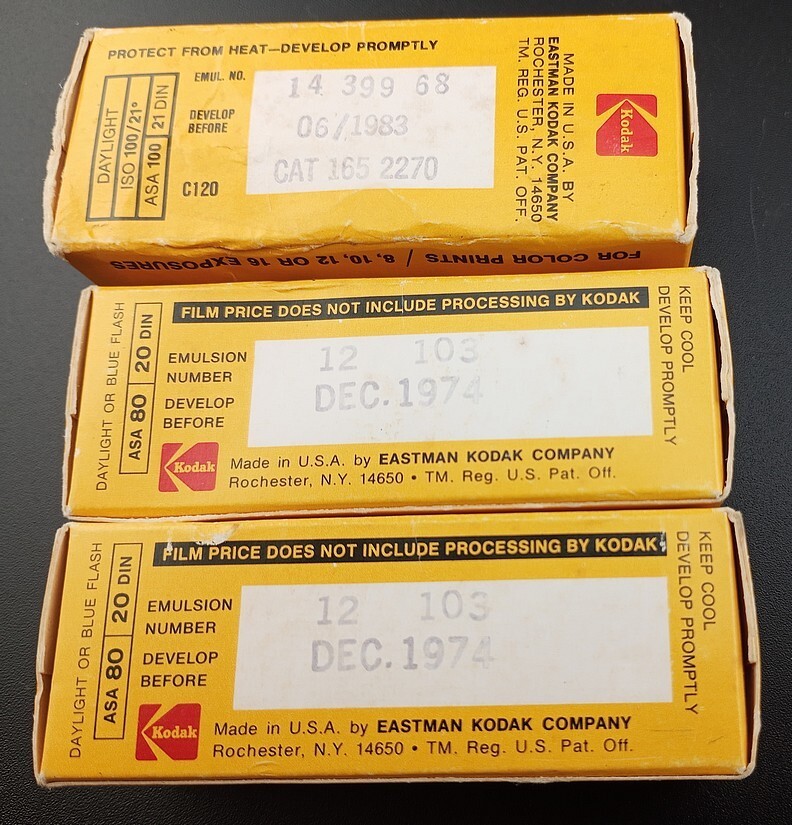 PROTECT FROM HEAT—DEVELOP PROMPTLY
DAYLIGHT
ISO 100/21°
ASA 100 21 DIN
EMUL. NO.
14 399 68
DEVELOP
BEFORE
06/1983
CAT 165 2270
C120
MADE IN U.S.A. BY
EASTMAN KODAK COMPANY
ROCHESTER, N.Y. 14650
TM. REG. U.S. PAT. OFF.
Kodak
FOR COLOR PRINTS / 8, 10, 12 OR 16 EXPOSURES
DAYLIGHT OR BLUE FLASH
ASA 80 20 DIN
FILM PRICE DOES NOT INCLUDE PROCESSING BY KODAK
EMULSION
NUMBER
12 103
DEVELOP
BEFORE
DEC. 1974
Kodak
Made in U.S.A. by EASTMAN KODAK COMPANY
Rochester, N.Y. 14650 • TM. Reg. U.S. Pat. Off.
KEEP COOL
DEVELOP PROMPTLY
DAYLIGHT OR BLUE FLASH
ASA 80 20 DIN
FILM PRICE DOES NOT INCLUDE PROCESSING BY KODAK
EMULSION
NUMBER
12 103
DEVELOP
BEFORE
DEC. 1974
Kodak
Made in U.S.A. by EASTMAN KODAK COMPANY
Rochester, N.Y. 14650 • TM. Reg. U.S. Pat. Off.
KEEP COOL
DEVELOP PROMPTLY